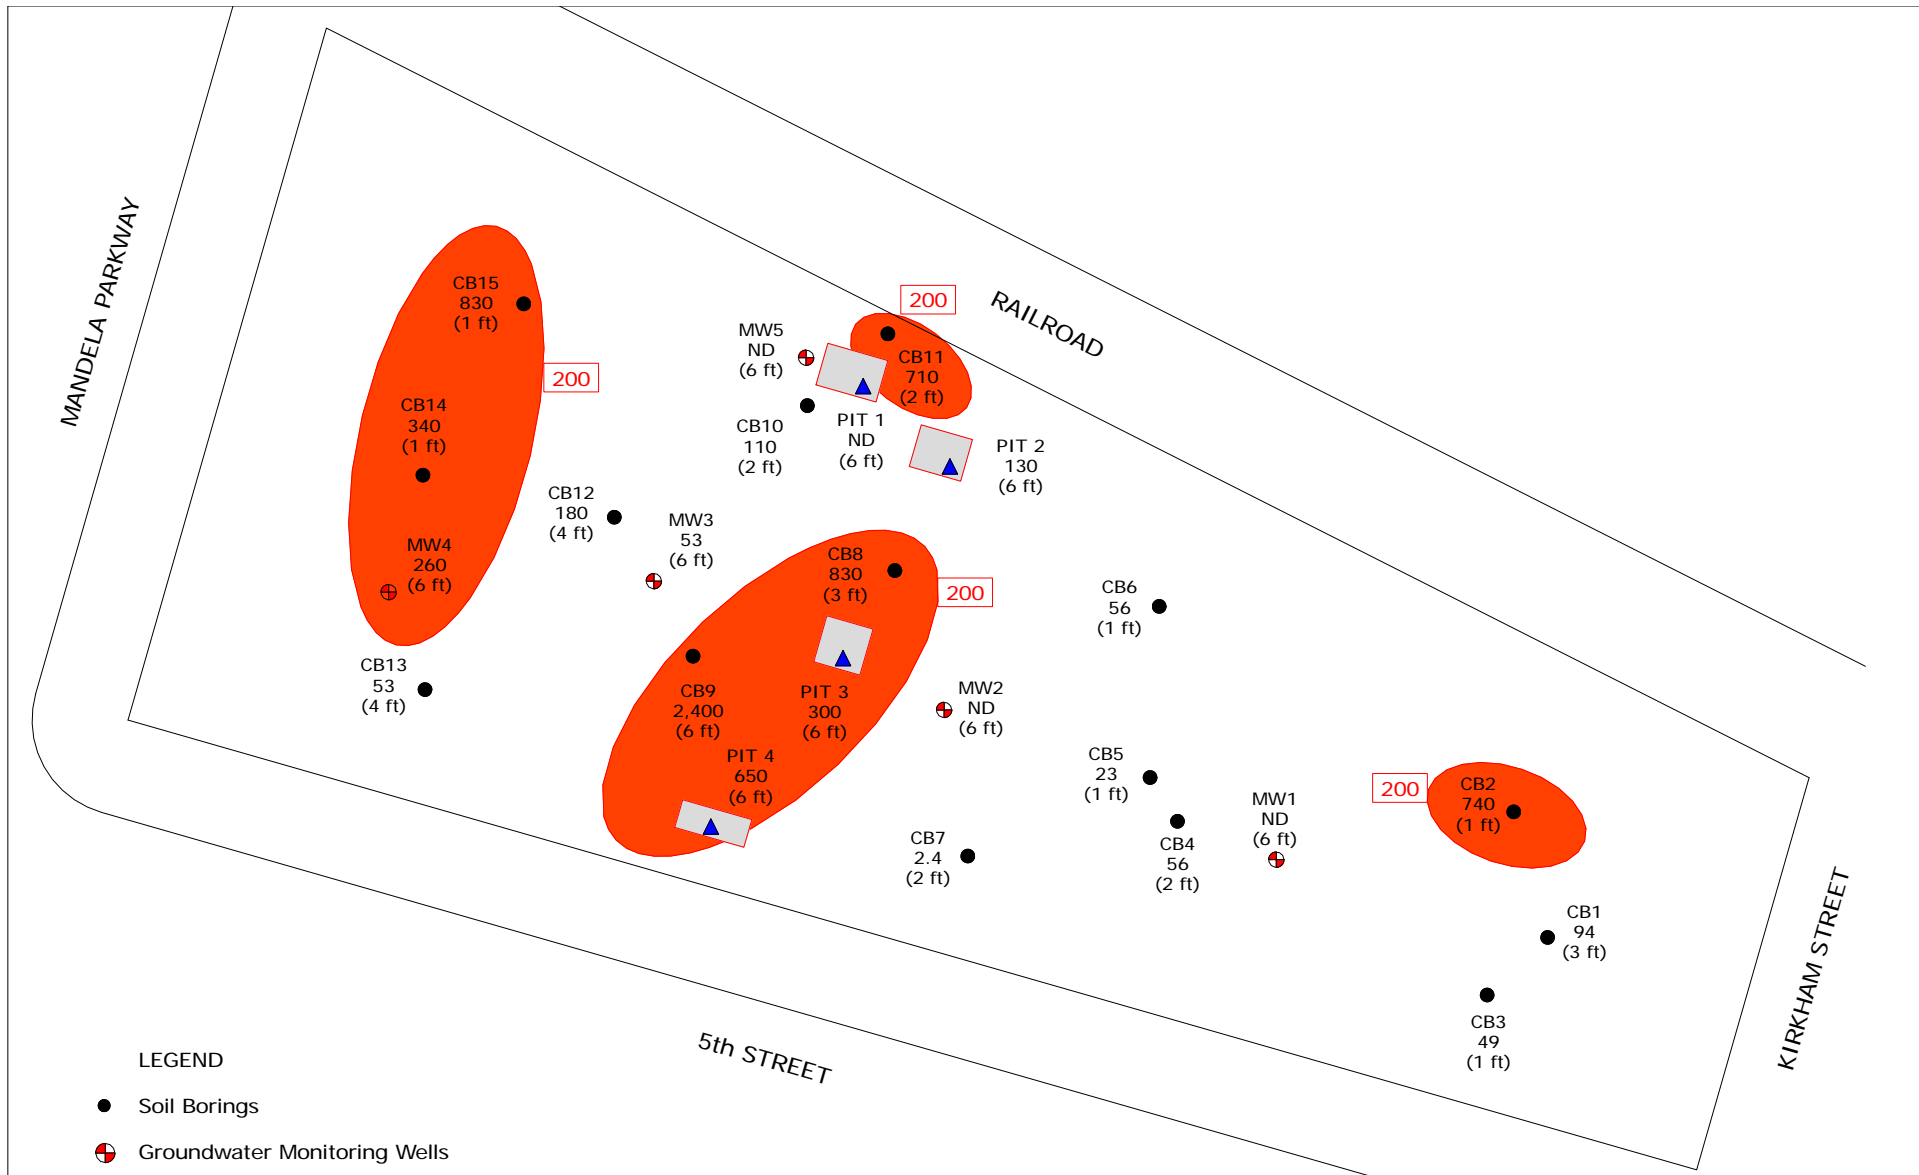 MANDELA PARKWAY
CB15
830
(1 ft)
200
CB14
340
(1 ft)
MW4
260
(6 ft)
CB13
53
(4 ft)
CB12
180
(4 ft)
MW3
53
(6 ft)
MW5
ND
(6 ft)
CB10
110
(2 ft)
200
CB11
710
(2 ft)
PIT 1
ND
(6 ft)
PIT 2
130
(6 ft)
RAILROAD
CB8
830
(3 ft)
200
CB9
2,400
(6 ft)
PIT 3
300
(6 ft)
PIT 4
650
(6 ft)
MW2
ND
(6 ft)
CB7
2.4
(2 ft)
CB6
56
(1 ft)
CB5
23
(1 ft)
CB4
56
(2 ft)
MW1
ND
(6 ft)
200
CB2
740
(1 ft)
CB1
94
(3 ft)
CB3
49
(1 ft)
KIRKHAM STREET
5th STREET
LEGEND
Soil Borings
Groundwater Monitoring Wells